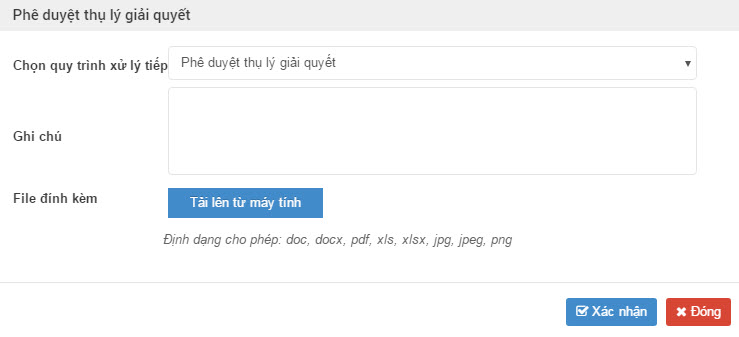 Phê duyệt thụ lý giải quyết
Chọn quy trình xử lý tiếp
Phê duyệt thụ lý giải quyết
Ghi chú
File đính kèm
Tải lên từ máy tính
Định dạng cho phép: doc, docx, pdf, xls, xlsx, jpg, jpeg, png
Xác nhận
Đóng